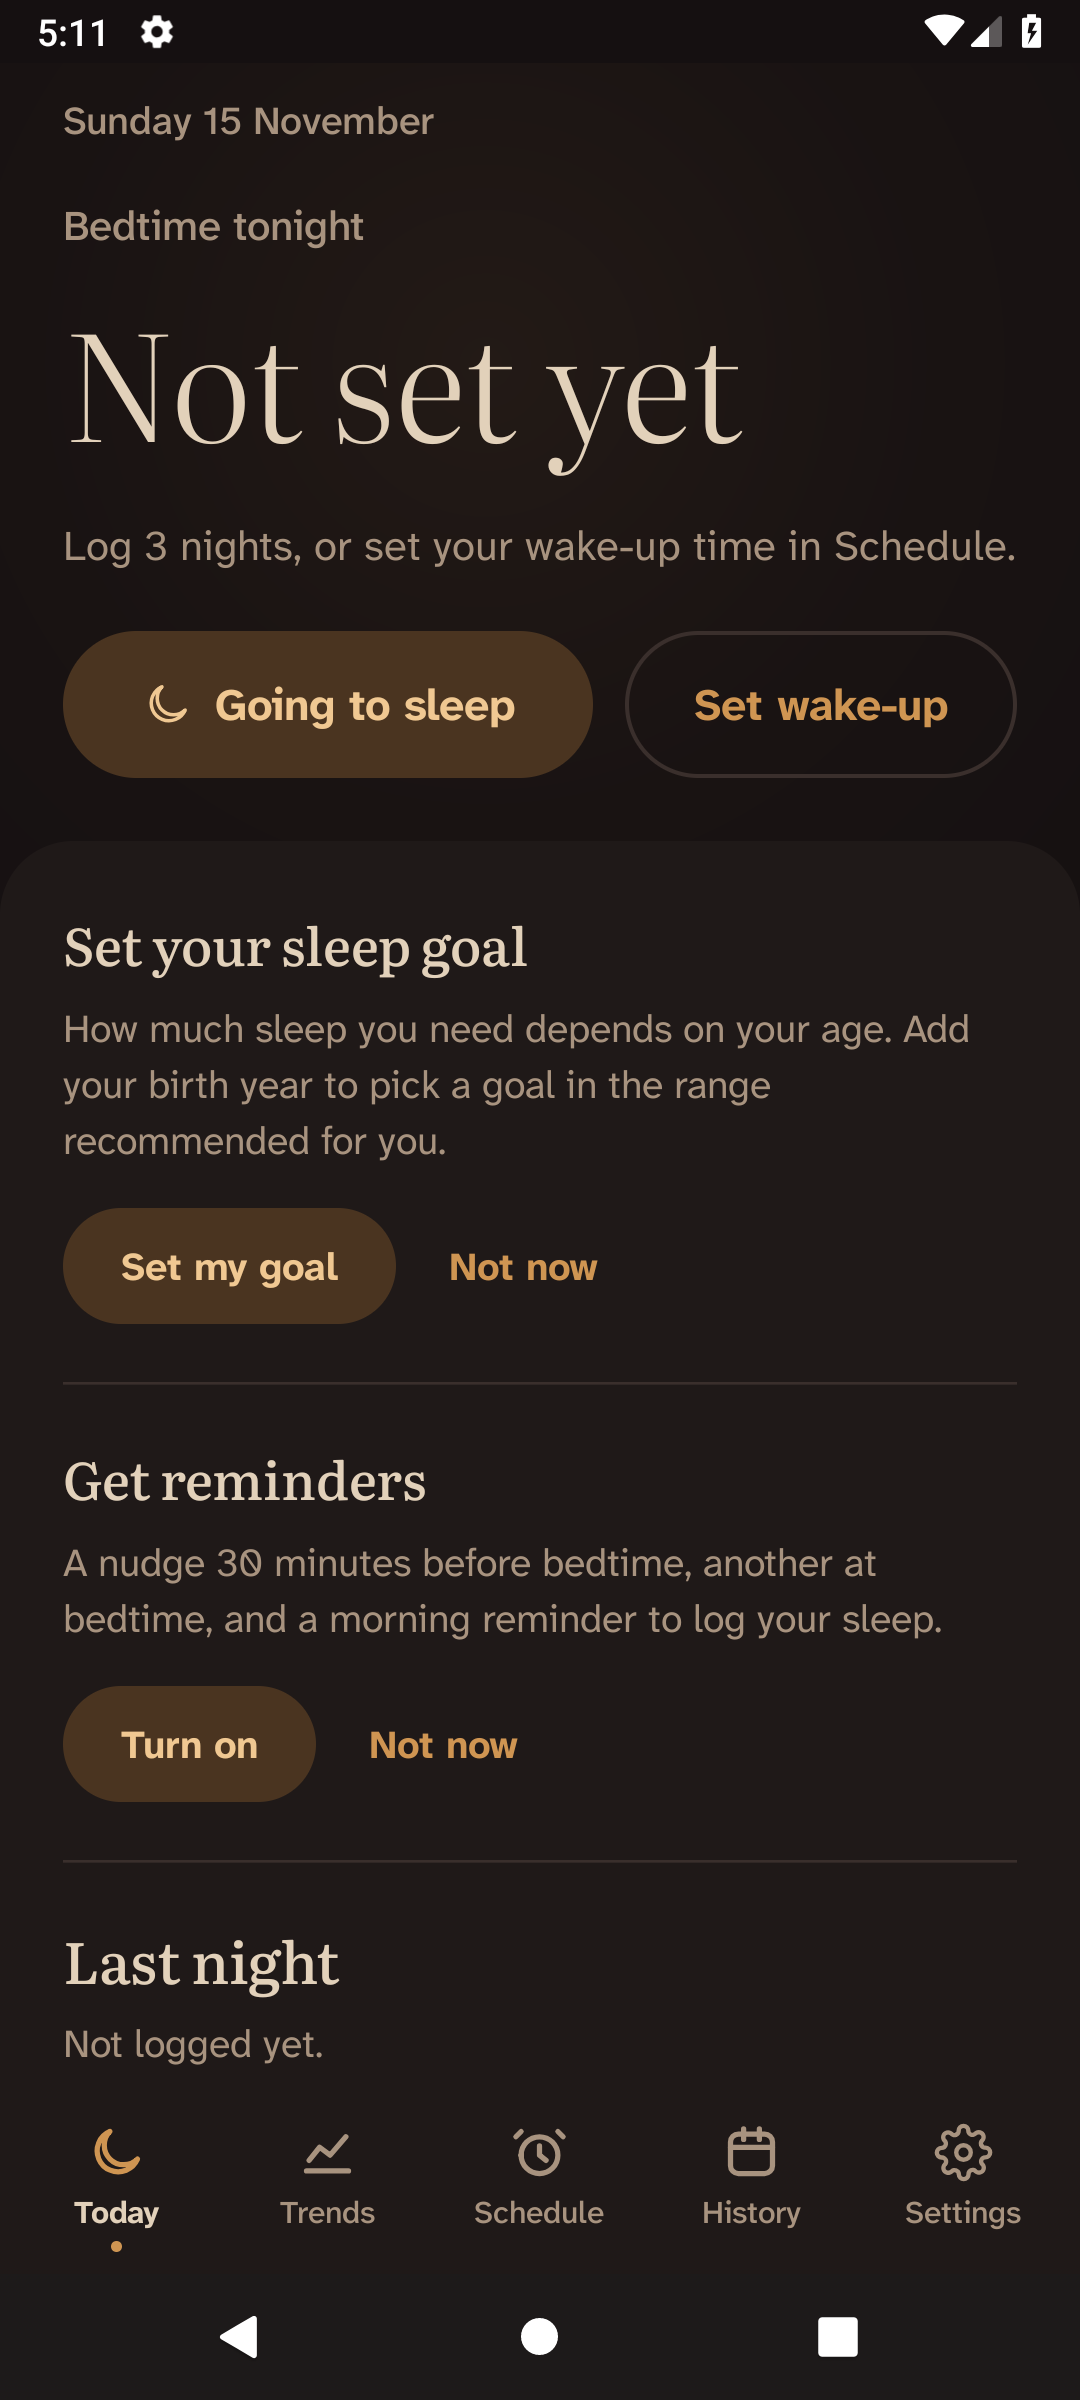 5:11
Sunday 15 November
Bedtime tonight
Not set yet
Log 3 nights, or set your wake-up time in Schedule.
Going to sleep
Set wake-up
Set your sleep goal
How much sleep you need depends on your age. Add
your birth year to pick a goal in the range
recommended for you.
Set my goal
Not now
Get reminders
A nudge 30 minutes before bedtime, another at
bedtime, and a morning reminder to log your sleep.
Turn on
Not now
Last night
Not logged yet.
Today
Trends
Schedule
History
Settings